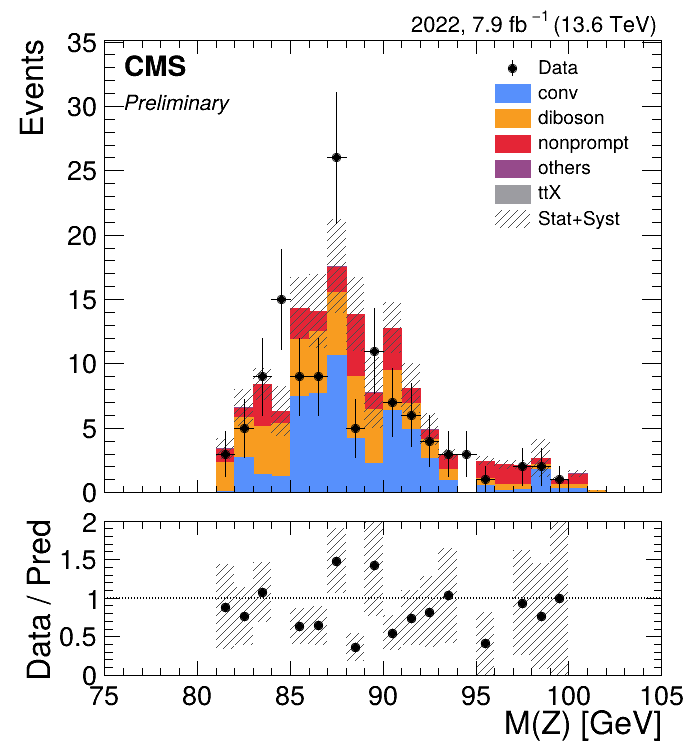 2022, 7.9 fb⁻¹ (13.6 TeV)
CMS
Preliminary
Events
35
30
25
20
15
10
5
0
Data
conv
diboson
nonprompt
others
ttX
Stat+Syst
Data / Pred
2
1.5
1
0.5
0
75 80 85 90 95 100 105
M(Z) [GeV]